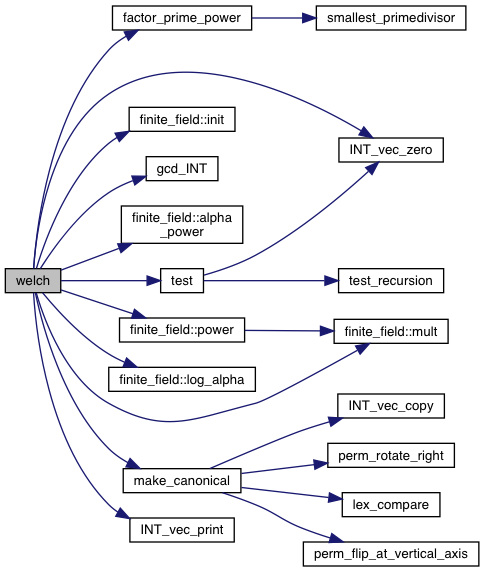 factor_prime_power
smallest_primedivisor
finite_field::init
INT_vec_zero
gcd_INT
finite_field::alpha
_power
welch
test
test_recursion
finite_field::power
finite_field::mult
finite_field::log_alpha
INT_vec_copy
perm_rotate_right
make_canonical
lex_compare
INT_vec_print
perm_flip_at_vertical_axis